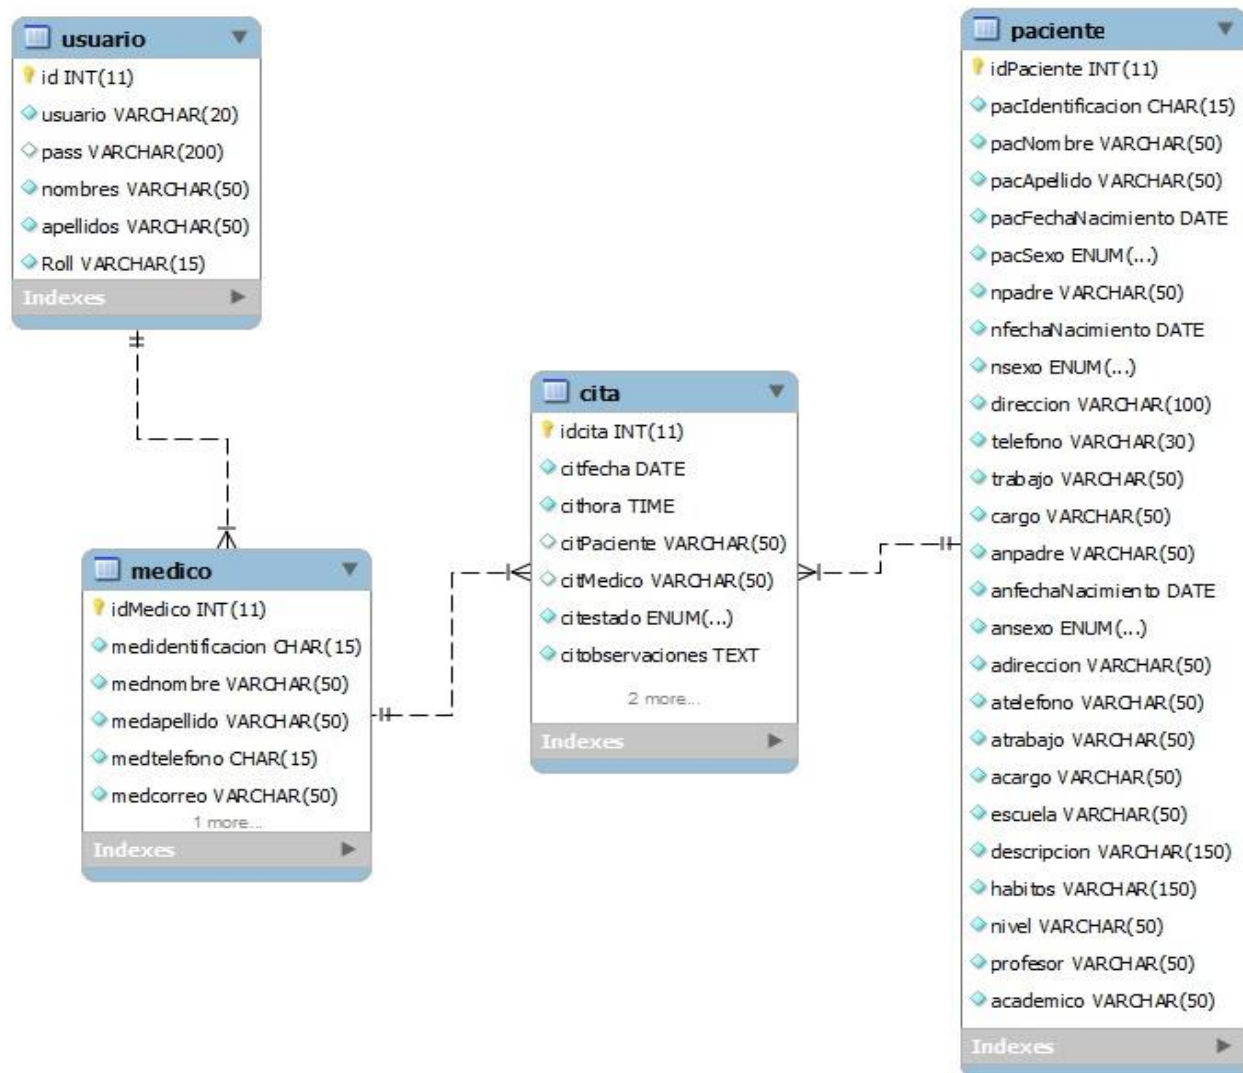 usuario
id INT(11)
usuario VARCHAR(20)
pass VARCHAR(200)
nombres VARCHAR(50)
apellidos VARCHAR(50)
Roll VARCHAR(15)
Indexes
medico
idMedico INT(11)
medidentificacion CHAR(15)
mednombre VARCHAR(50)
medapellido VARCHAR(50)
medtelefono CHAR(15)
medcorreo VARCHAR(50)
1 more...
Indexes
cita
idcita INT(11)
citfecha DATE
cithora TIME
citPaciente VARCHAR(50)
citMedico VARCHAR(50)
citestado ENUM(...)
citobservaciones TEXT
2 more...
Indexes
paciente
idPaciente INT(11)
pacIdentificacion CHAR(15)
pacNombre VARCHAR(50)
pacApellido VARCHAR(50)
pacFechaNacimiento DATE
pacSexo ENUM(...)
npadre VARCHAR(50)
nfechaNacimiento DATE
nsexo ENUM(...)
direccion VARCHAR(100)
telefono VARCHAR(30)
trabajo VARCHAR(50)
cargo VARCHAR(50)
anpadre VARCHAR(50)
anfechaNacimiento DATE
ansexo ENUM(...)
adireccion VARCHAR(50)
atelefono VARCHAR(50)
atrabajo VARCHAR(50)
acargo VARCHAR(50)
escuela VARCHAR(50)
descripcion VARCHAR(150)
habitos VARCHAR(150)
nivel VARCHAR(50)
profesor VARCHAR(50)
academico VARCHAR(50)
Indexes